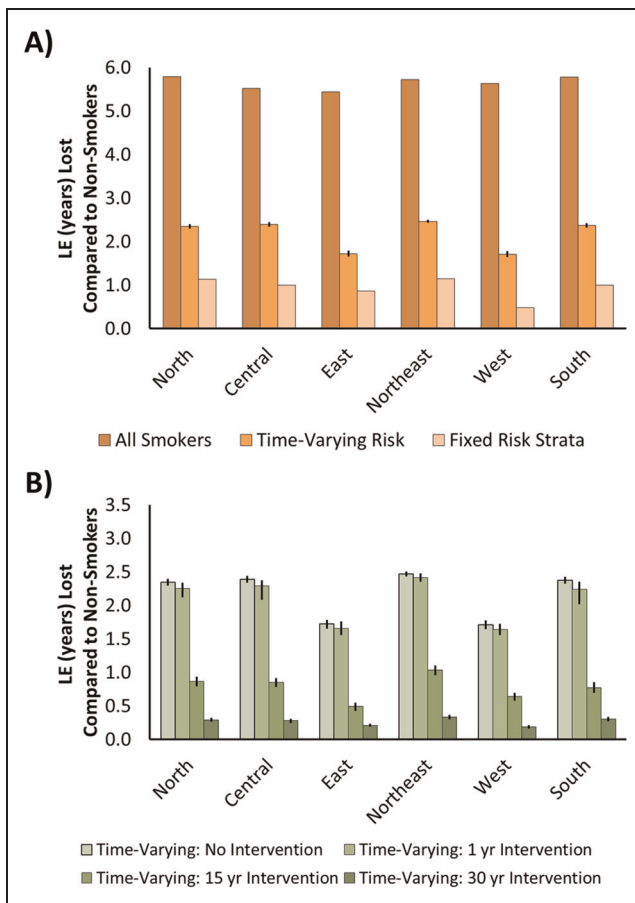 A)
LE (years) Lost
Compared to Non-Smokers
6.0
5.0
4.0
3.0
2.0
1.0
0.0
North
Central
East
Northeast
West
South
All Smokers
Time-Varying Risk
Fixed Risk Strata
B)
LE (years) Lost
Compared to Non-Smokers
3.5
3.0
2.5
2.0
1.5
1.0
0.5
0.0
North
Central
East
Northeast
West
South
Time-Varying: No Intervention
Time-Varying: 1 yr Intervention
Time-Varying: 15 yr Intervention
Time-Varying: 30 yr Intervention